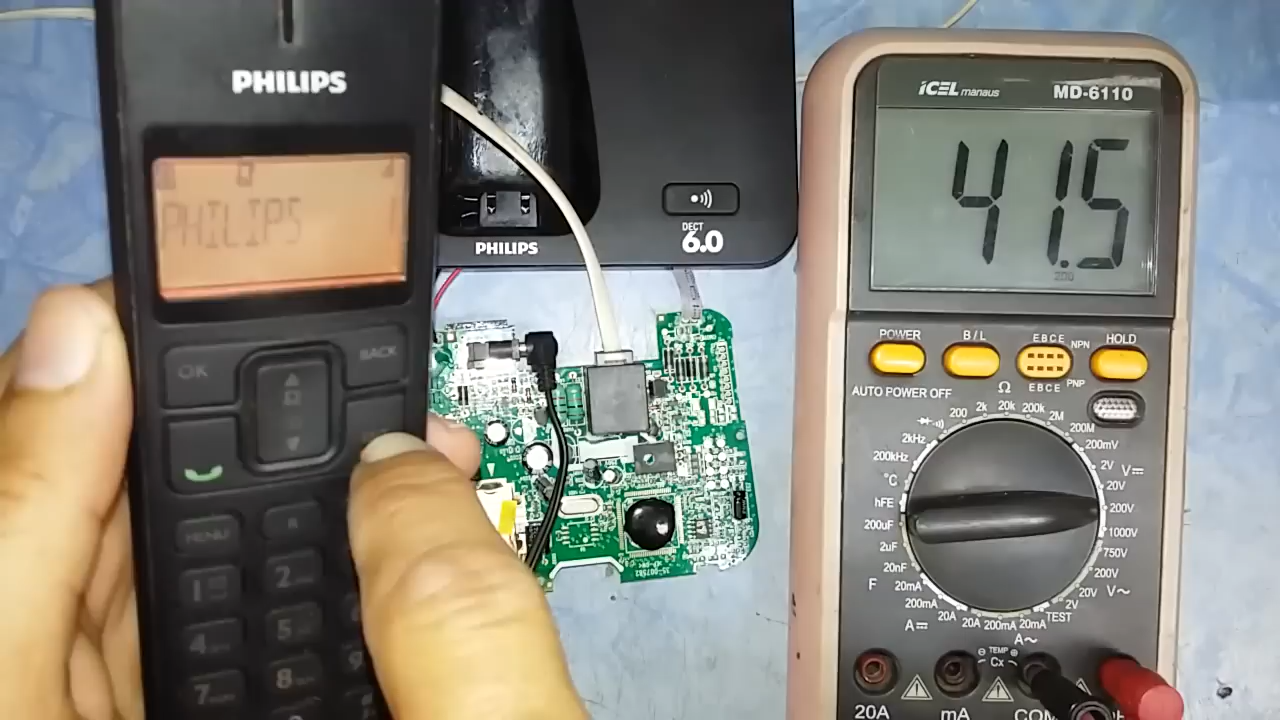 PHILIPS
PHILIPS 1
OK
BACK
MENU
R
1
2
4
5
7
8
9
PHILIPS
DECT
6.0
iCEL manaus
MD-6110
41.5
200
POWER
B / L
E B C E
NPN
HOLD
E B C E
PNP
AUTO POWER OFF
Ω
200
2k
20k
200k
2M
200M
2kHz
200kHz
°C
hFE
200uF
2uF
20nF
F
20mA
200mA
20A
A⎓
20A
200mA
20mA
A~
TEST
200mV
2V
V⎓
20V
200V
1000V
750V
200V
V~
20V
2V
TEMP
Cx
20A
mA
COM